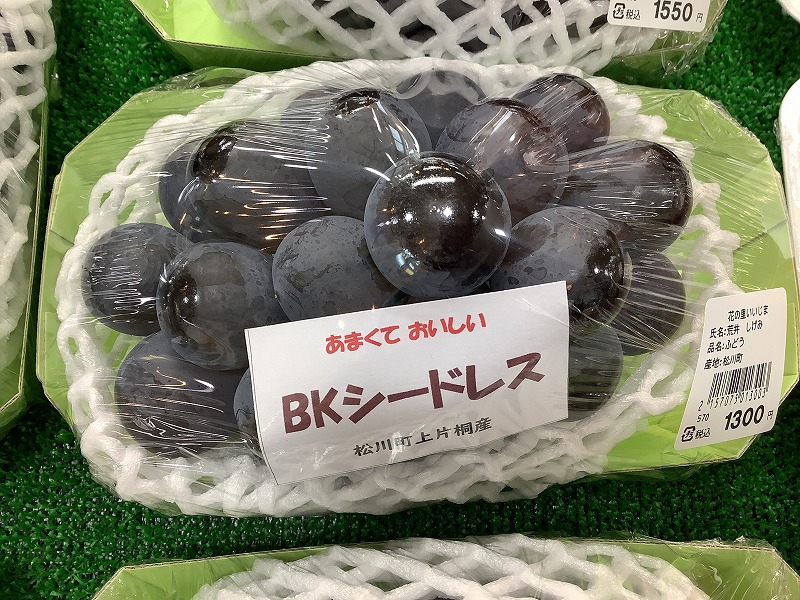 税込 1550円
あまくて おいしい
BKシードレス
松川町上片桐産
花の里いいじま
氏名:荒井 しげみ
品名:ぶどう
産地:松川町
570
税込 1300円